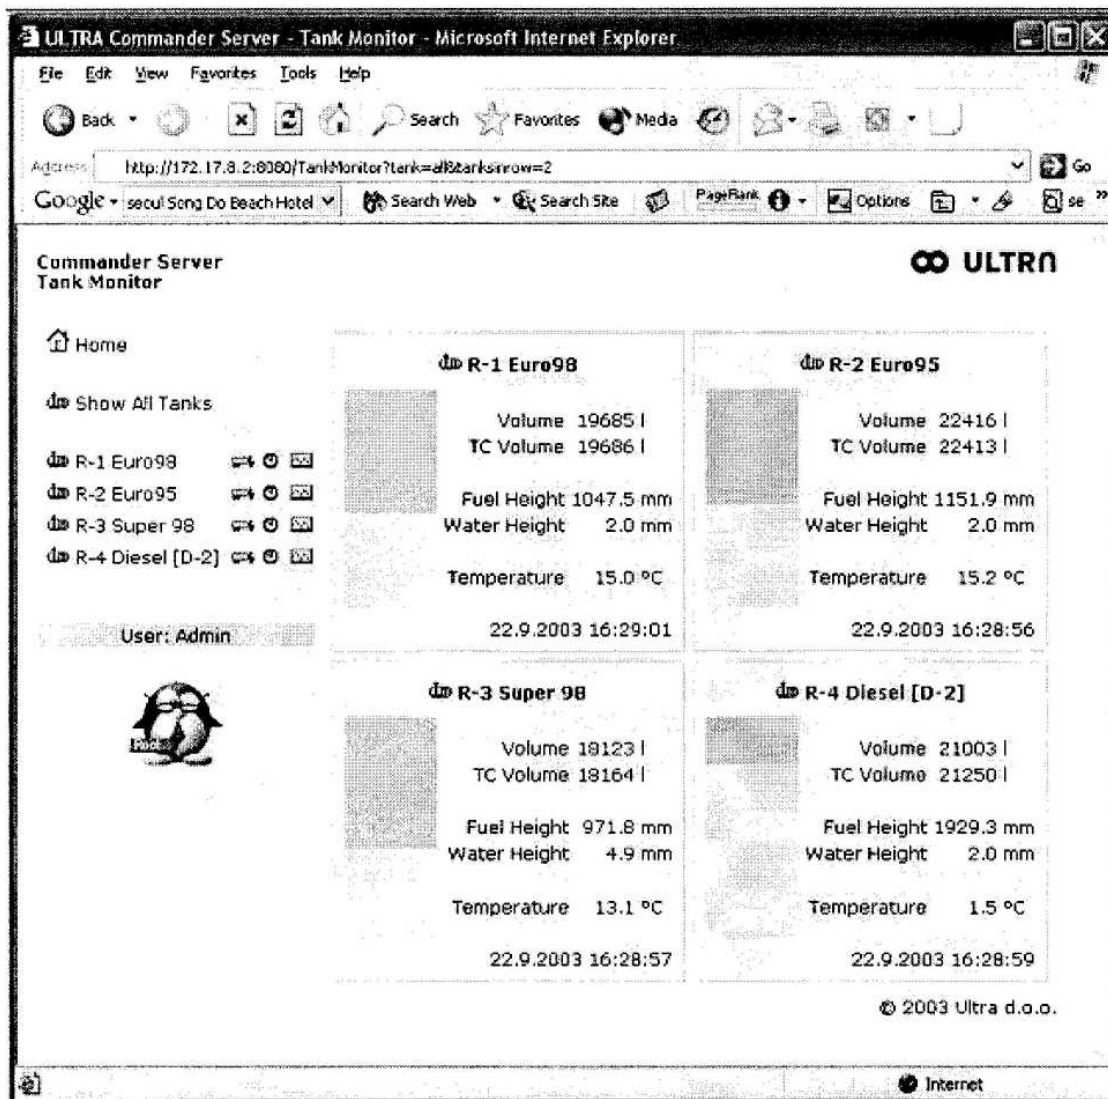 ULTRA Commander Server - Tank Monitor - Microsoft Internet Explorer
File Edit View Favorites Tools Help
Back Search Favorites Media
Address http://172.17.8.2:8080/TankMonitor?tank=all&tanksinrow=2 Go
Google seoul Song Do Beach Hotel Search Web Search Site PageRank Options se »
Commander Server
Tank Monitor
ULTRA
Home
Show All Tanks
R-1 Euro98
R-2 Euro95
R-3 Super 98
R-4 Diesel [D-2]
User: Admin
R-1 Euro98
Volume 19685 l
TC Volume 19686 l
Fuel Height 1047.5 mm
Water Height 2.0 mm
Temperature 15.0 ºC
22.9.2003 16:29:01
R-2 Euro95
Volume 22416 l
TC Volume 22413 l
Fuel Height 1151.9 mm
Water Height 2.0 mm
Temperature 15.2 ºC
22.9.2003 16:28:56
R-3 Super 98
Volume 18123 l
TC Volume 18164 l
Fuel Height 971.8 mm
Water Height 4.9 mm
Temperature 13.1 ºC
22.9.2003 16:28:57
R-4 Diesel [D-2]
Volume 21003 l
TC Volume 21250 l
Fuel Height 1929.3 mm
Water Height 2.0 mm
Temperature 1.5 ºC
22.9.2003 16:28:59
© 2003 Ultra d.o.o.
Internet